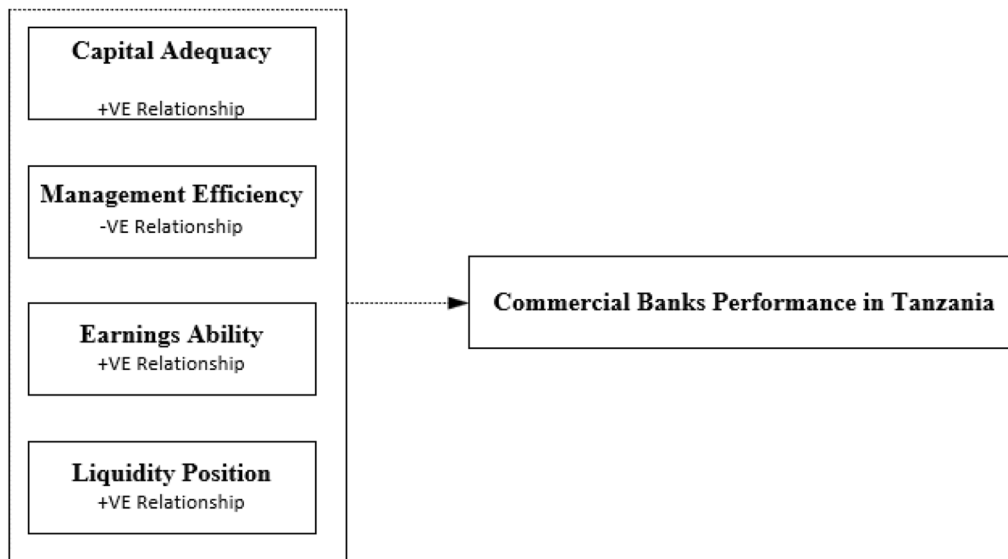 Capital Adequacy
+VE Relationship
Management Efficiency
-VE Relationship
Earnings Ability
+VE Relationship
Liquidity Position
+VE Relationship
Commercial Banks Performance in Tanzania